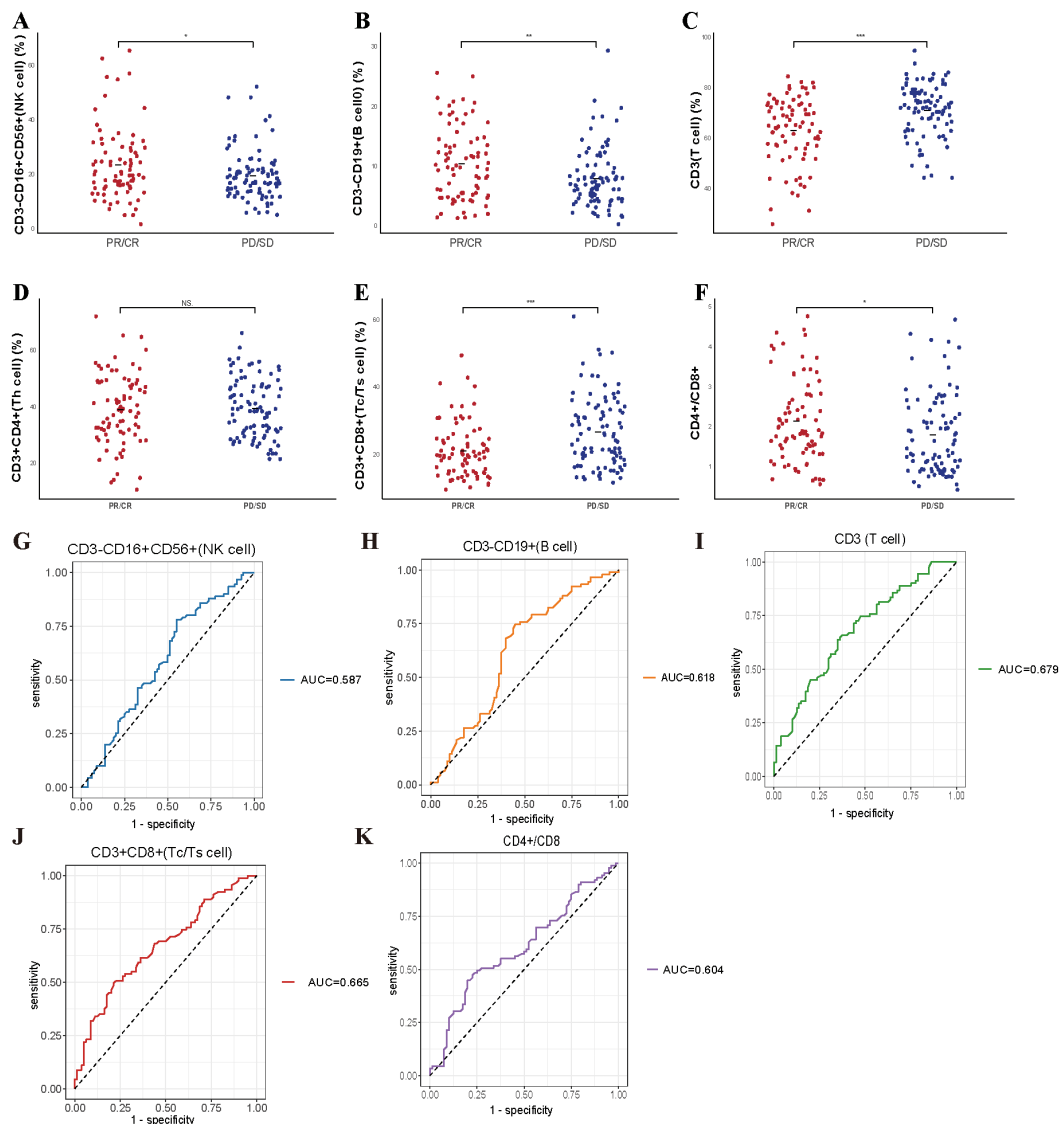 A
CD3-CD16+CD56+(NK cell) (%)
*
60
40
20
0
PR/CR
PD/SD
B
CD3-CD19+(B cell0) (%)
**
30
20
10
0
PR/CR
PD/SD
C
CD3(T cell) (%)
***
100
80
60
40
PR/CR
PD/SD
D
CD3+CD4+(Th cell) (%)
NS.
60
40
20
PR/CR
PD/SD
E
CD3+CD8+(Tc/Ts cell) (%)
***
60
40
20
PR/CR
PD/SD
F
CD4+/CD8+
*
5
4
3
2
1
PR/CR
PD/SD
G
CD3-CD16+CD56+(NK cell)
sensitivity
1.00
0.75
0.50
0.25
0.00
0.00 0.25 0.50 0.75 1.00
1 - specificity
AUC=0.587
H
CD3-CD19+(B cell)
sensitivity
1.00
0.75
0.50
0.25
0.00
0.00 0.25 0.50 0.75 1.00
1 - specificity
AUC=0.618
I
CD3 (T cell)
sensitivity
1.00
0.75
0.50
0.25
0.00
0.00 0.25 0.50 0.75 1.00
1 - specificity
AUC=0.679
J
CD3+CD8+(Tc/Ts cell)
sensitivity
1.00
0.75
0.50
0.25
0.00
0.00 0.25 0.50 0.75 1.00
1 - specificity
AUC=0.665
K
CD4+/CD8
sensitivity
1.00
0.75
0.50
0.25
0.00
0.00 0.25 0.50 0.75 1.00
1 - specificity
AUC=0.604